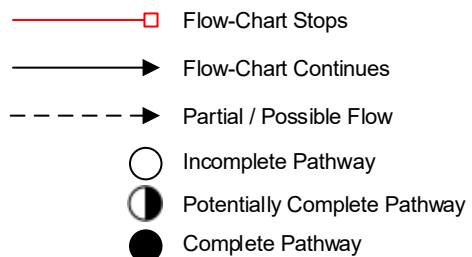 Flow-Chart Stops
Flow-Chart Continues
Partial / Possible Flow
Incomplete Pathway
Potentially Complete Pathway
Complete Pathway